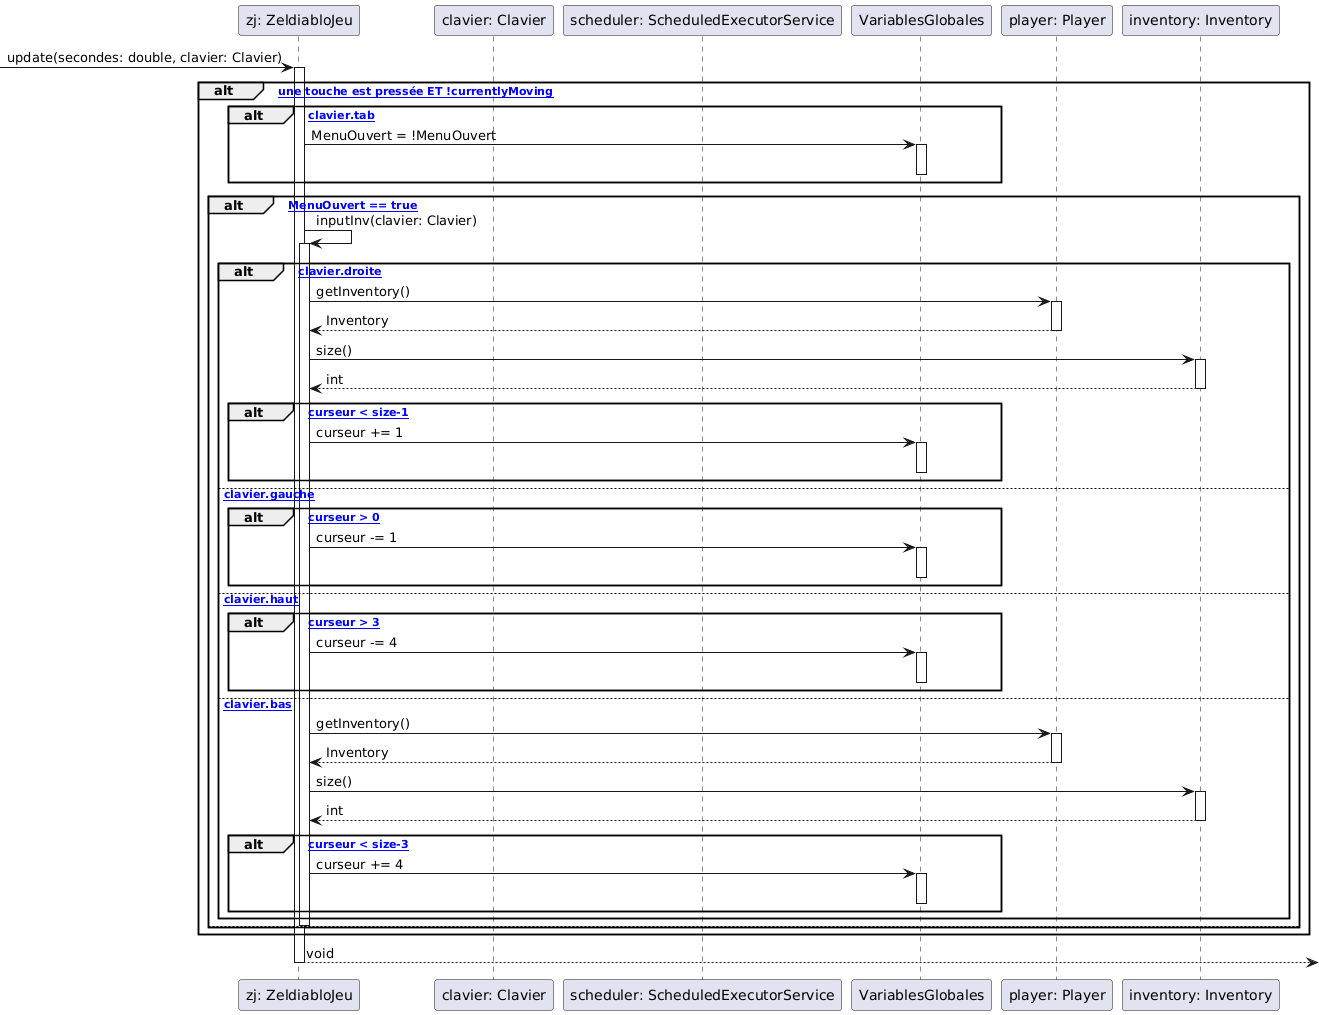 zj: ZeldiabloJeu
clavier: Clavier
scheduler: ScheduledExecutorService
VariablesGlobales
player: Player
inventory: Inventory
update(secondes: double, clavier: Clavier)
alt
une touche est pressée ET !currentlyMoving
alt
clavier.tab
MenuOuvert = !MenuOuvert
alt
MenuOuvert == true
inputInv(clavier: Clavier)
alt
clavier.droite
getInventory()
Inventory
size()
int
alt
curseur < size-1
curseur += 1
clavier.gauche
alt
curseur > 0
curseur -= 1
clavier.haut
alt
curseur > 3
curseur -= 4
clavier.bas
getInventory()
Inventory
size()
int
alt
curseur < size-3
curseur += 4
void
zj: ZeldiabloJeu
clavier: Clavier
scheduler: ScheduledExecutorService
VariablesGlobales
player: Player
inventory: Inventory